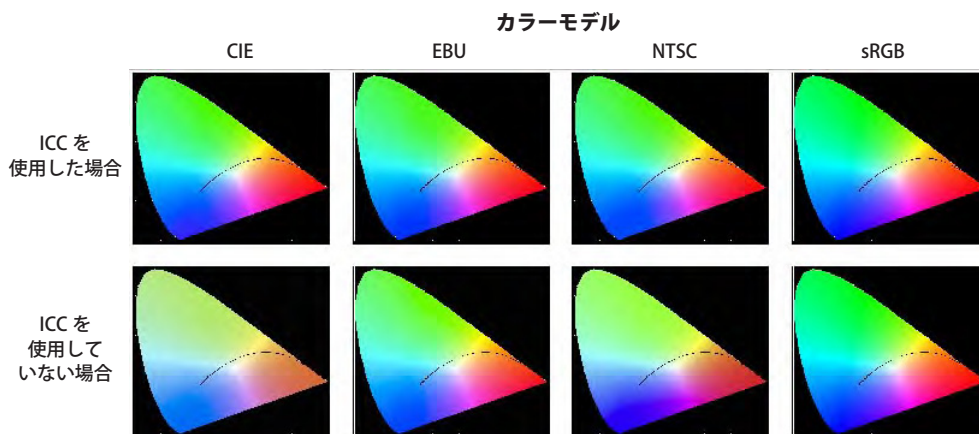 カラーモデル
CIE EBU NTSC sRGB
ICC を
使用した場合
ICC を
使用して
いない場合